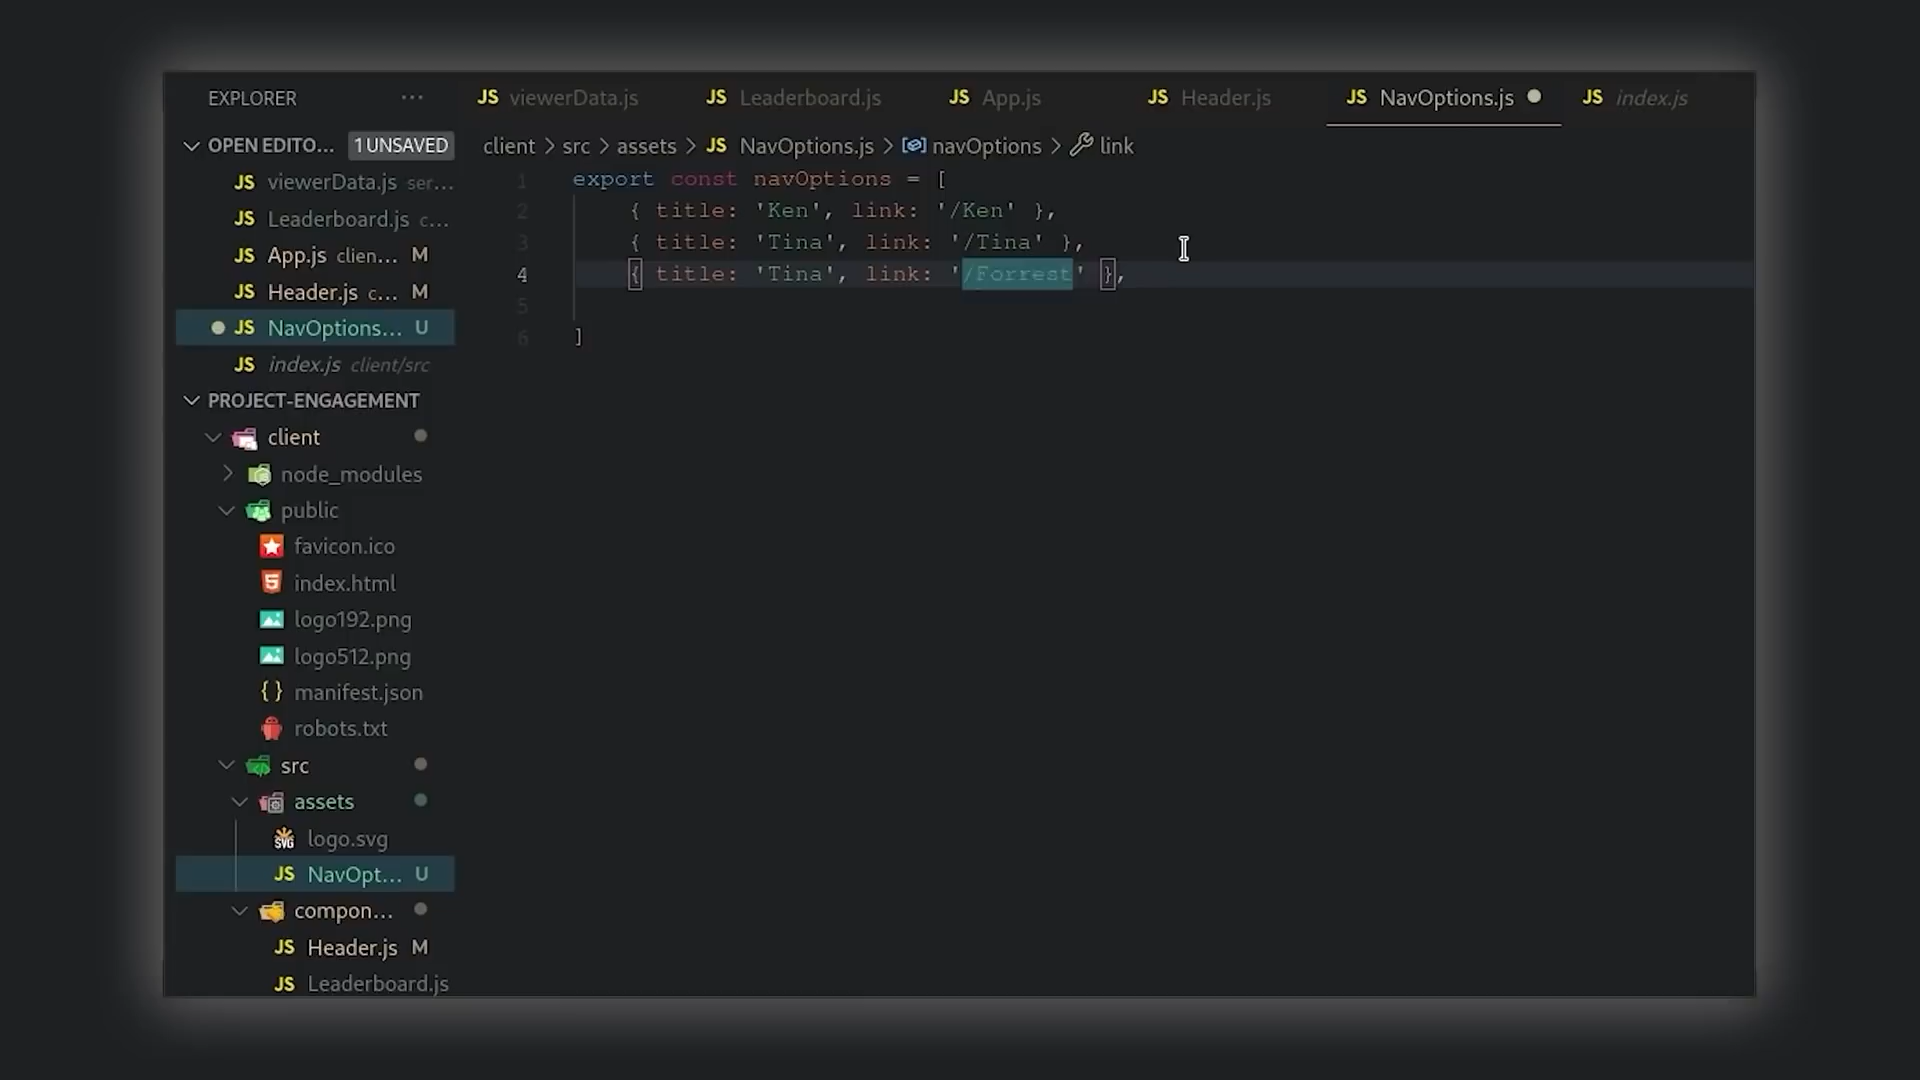 EXPLORER ···
OPEN EDITO... 1 UNSAVED
JS viewerData.js ser...
JS Leaderboard.js c...
JS App.js clien... M
JS Header.js c... M
JS NavOptions... U
JS index.js client/src
PROJECT-ENGAGEMENT
client
node_modules
public
favicon.ico
5 index.html
logo192.png
logo512.png
{} manifest.json
robots.txt
src
assets
SVG logo.svg
JS NavOpt... U
compon...
JS Header.js M
JS Leaderboard.js
JS viewerData.js JS Leaderboard.js JS App.js JS Header.js JS NavOptions.js JS index.js
client > src > assets > JS NavOptions.js > navOptions > link
1 export const navOptions = [
2 { title: 'Ken', link: '/Ken' },
3 { title: 'Tina', link: '/Tina' },
4 { title: 'Tina', link: '/Forrest' },
5
6 ]